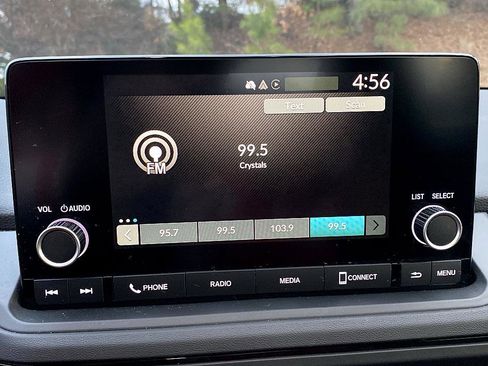 4:56
Text Scan
99.5
Crystals
FM
VOL AUDIO
LIST SELECT
95.7 99.5 103.9 99.5
PHONE RADIO MEDIA CONNECT MENU